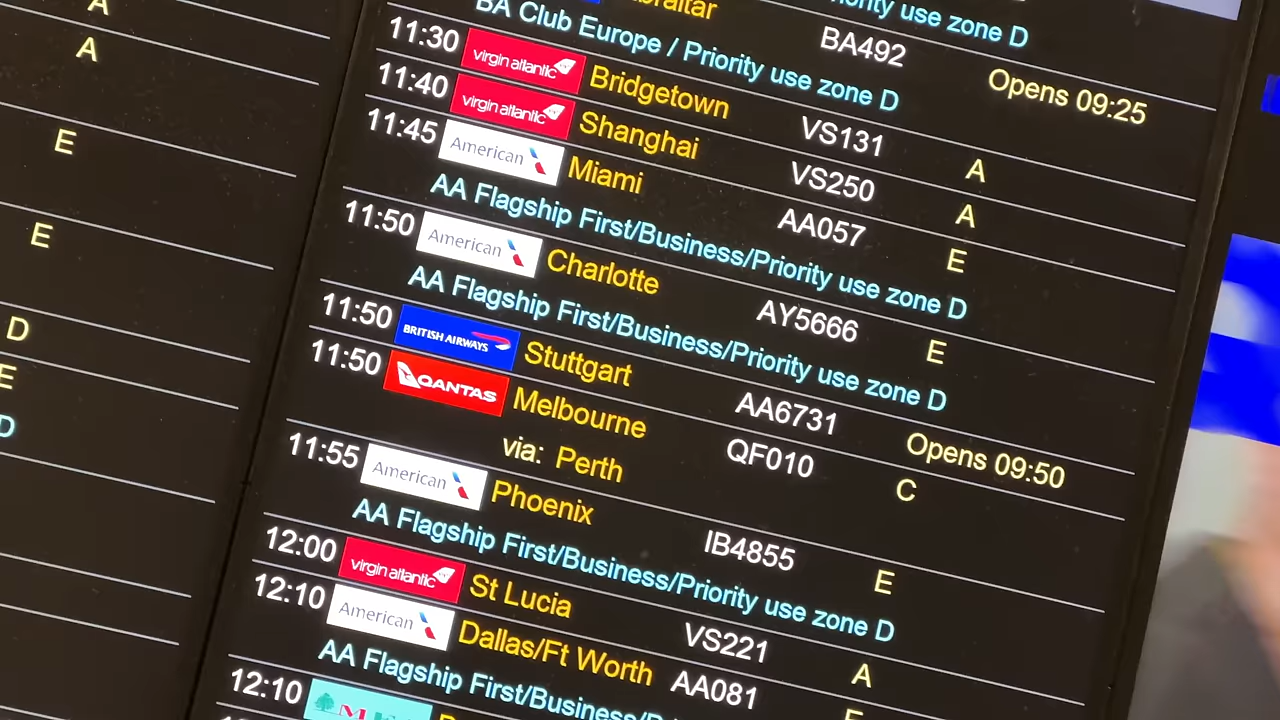 A
A
E
E
D
E
D
use zone D
BA492 Opens 09:25
BA Club Europe / Priority use zone D
11:30 virgin atlantic Bridgetown VS131 A
11:40 virgin atlantic Shanghai VS250 A
11:45 American Miami AA057 E
AA Flagship First/Business/Priority use zone D
11:50 American Charlotte AY5666 E
AA Flagship First/Business/Priority use zone D
11:50 BRITISH AIRWAYS Stuttgart AA6731 Opens 09:50
11:50 QANTAS Melbourne QF010 C
via: Perth
11:55 American Phoenix IB4855 E
AA Flagship First/Business/Priority use zone D
12:00 virgin atlantic St Lucia VS221 A
12:10 American Dallas/Ft Worth AA081
AA Flagship First/Business
12:10